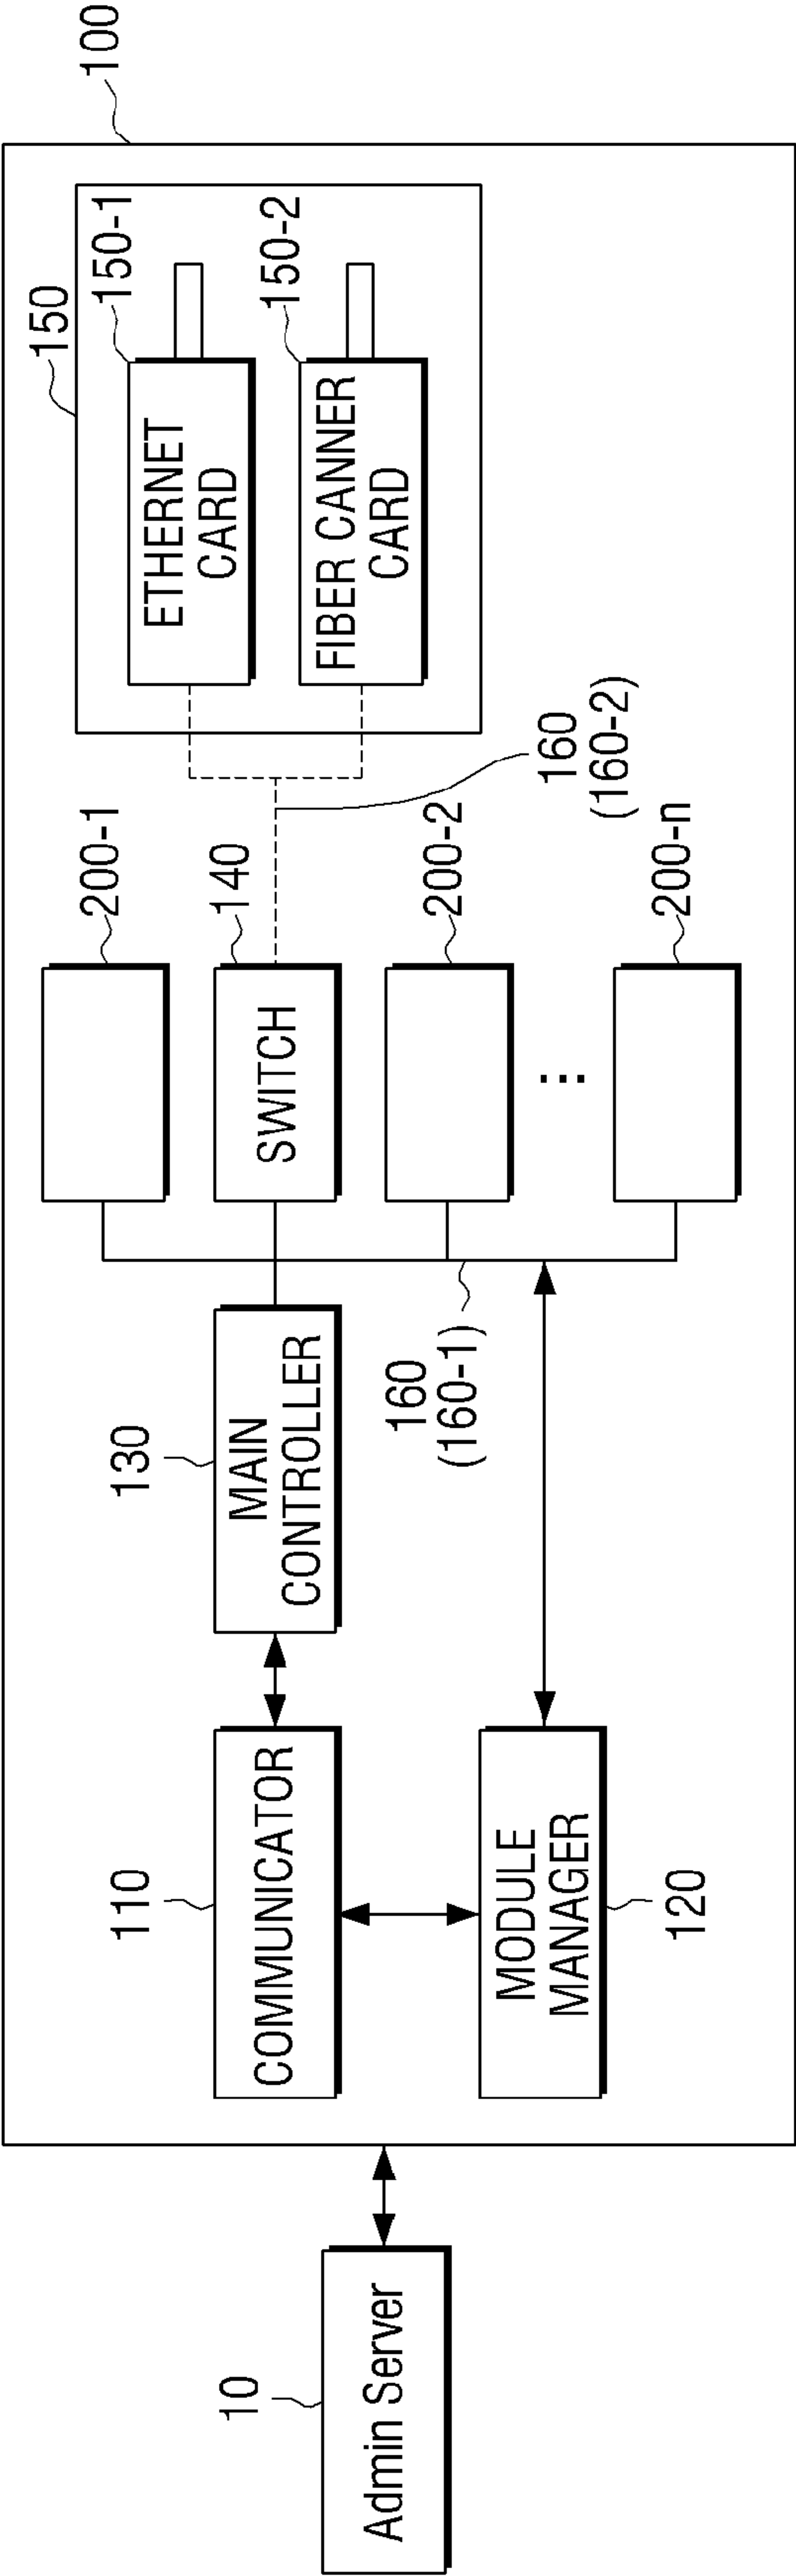 100
150
150-1
ETHERNET
CARD
150-2
FIBER CANNER
CARD
160
(160-2)
200-1
140
SWITCH
200-2
...
200-n
160
(160-1)
130
MAIN
CONTROLLER
110
COMMUNICATOR
MODULE
MANAGER
120
10
Admin Server